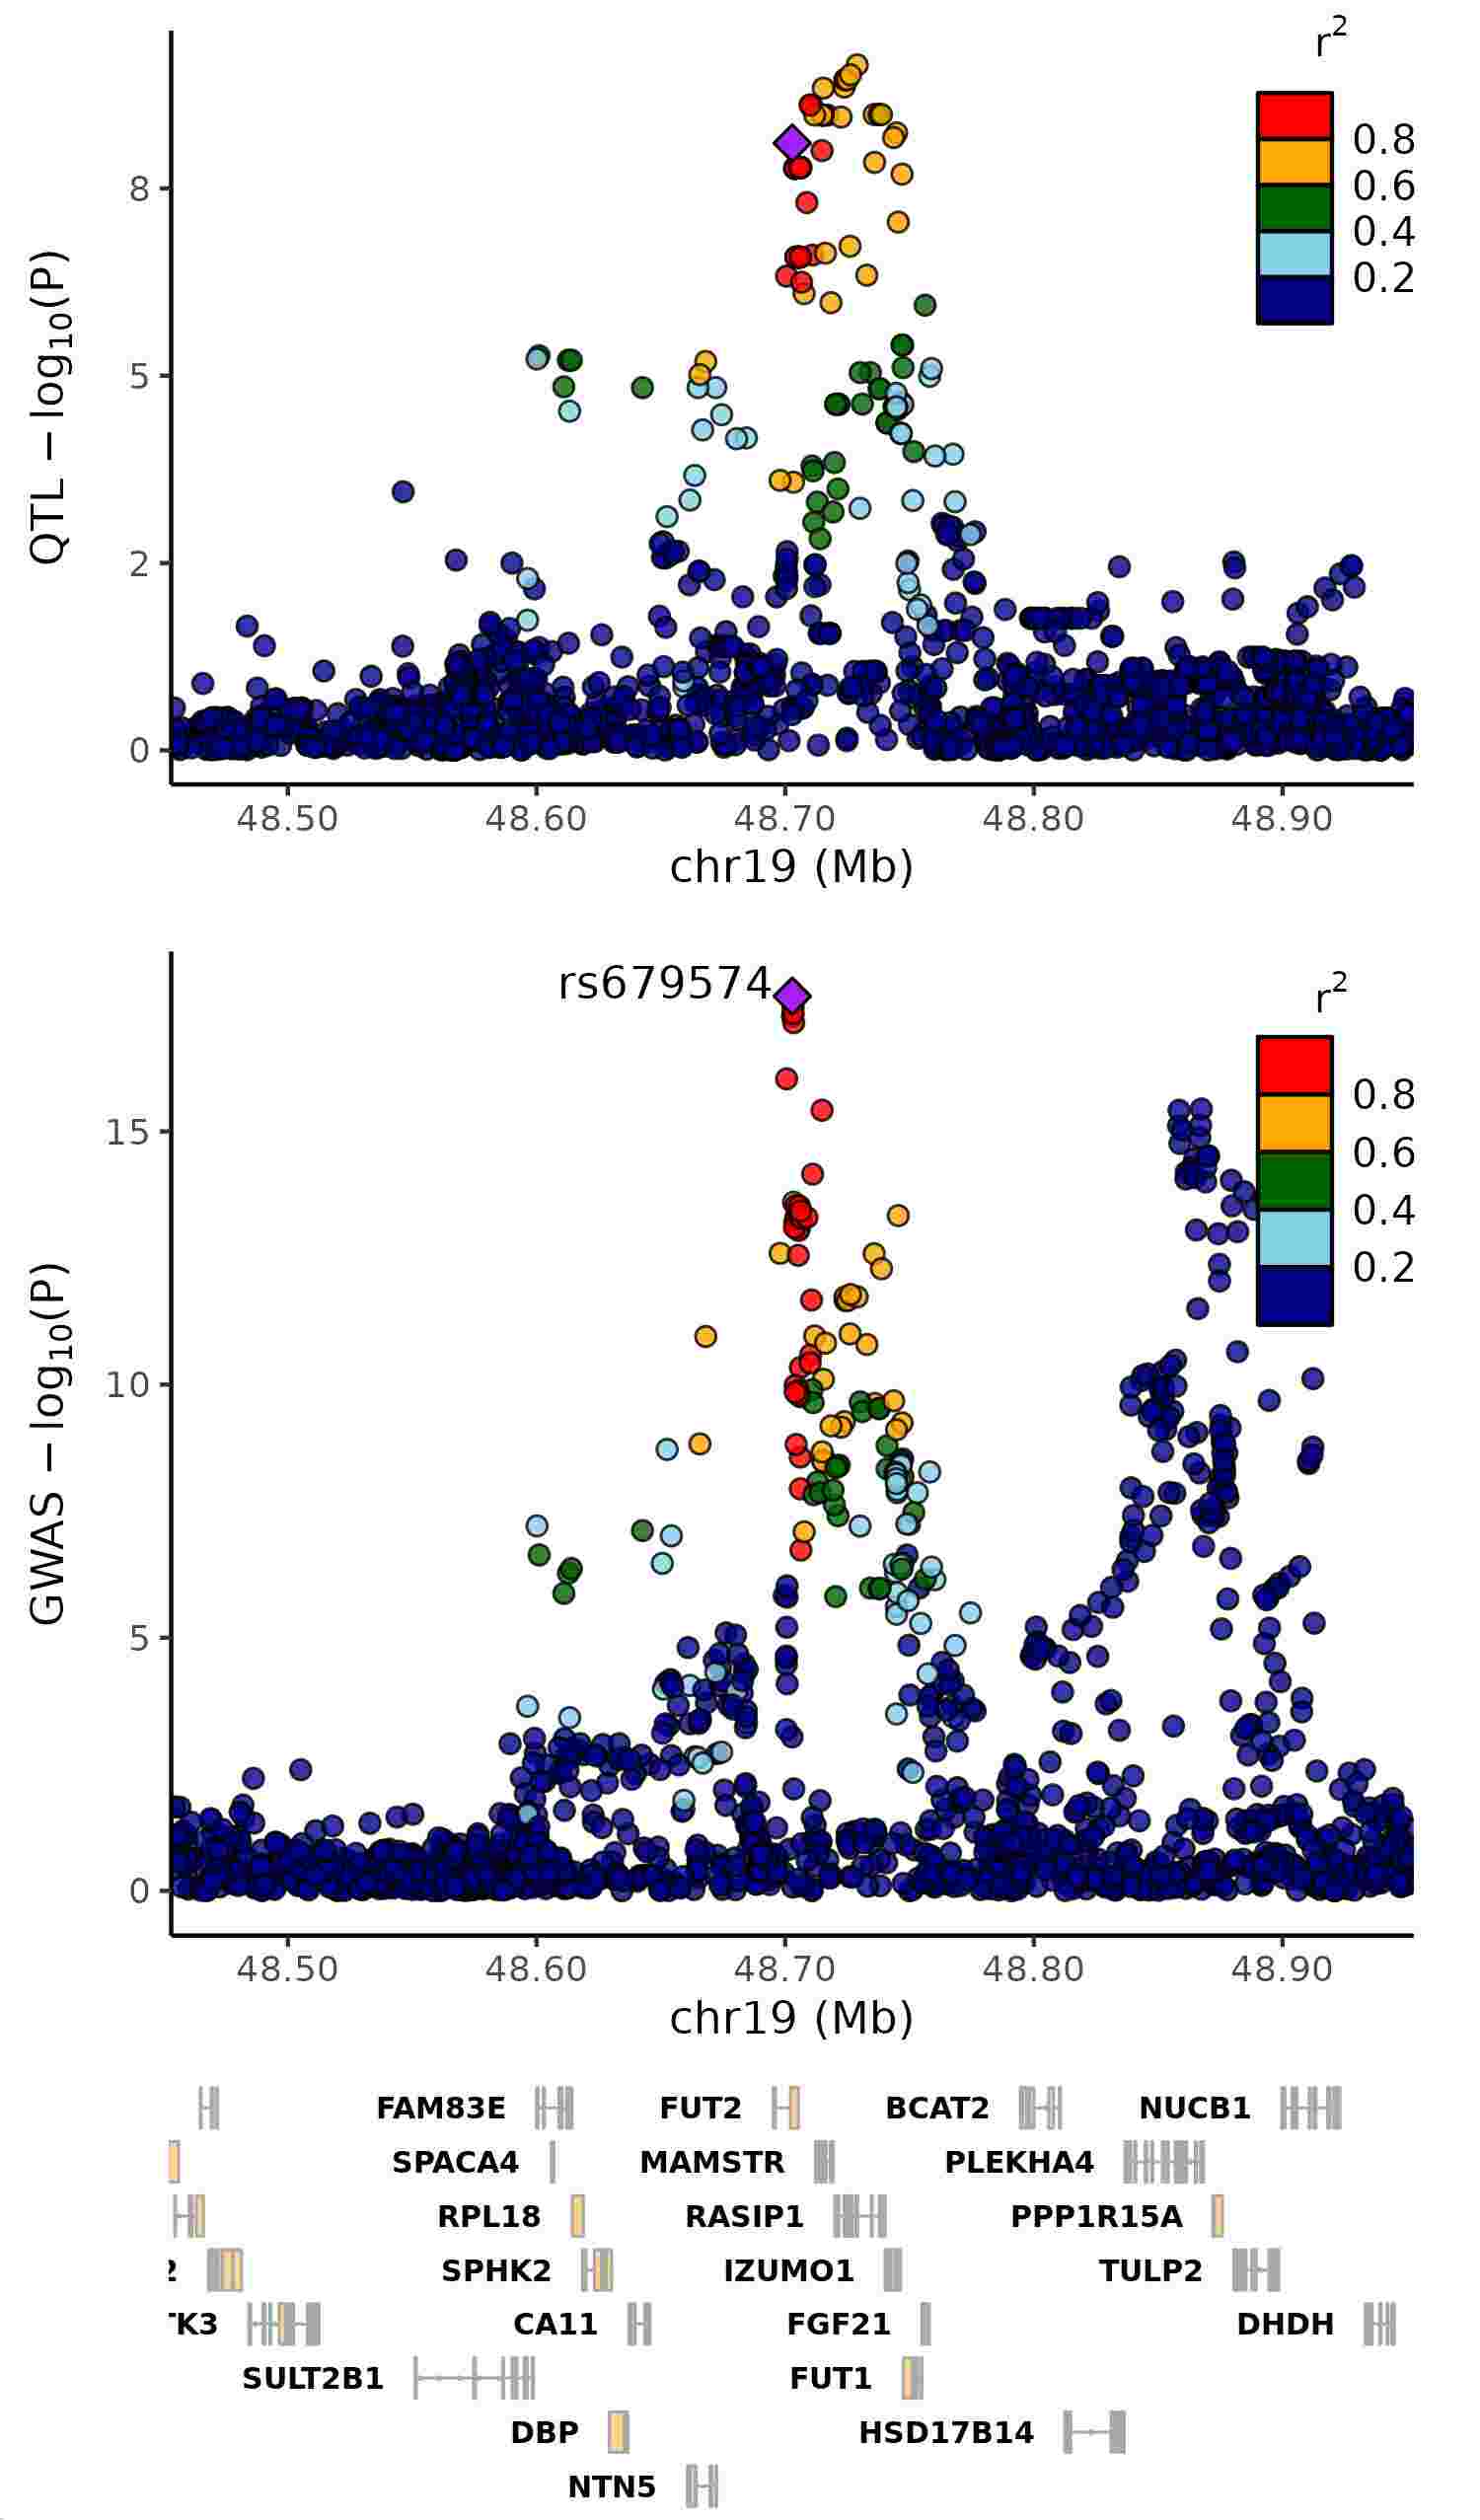 r2
0.8
0.6
0.4
0.2
QTL − log10(P)
8
5
2
0
48.50 48.60 48.70 48.80 48.90
chr19 (Mb)
rs679574
r2
0.8
0.6
0.4
0.2
GWAS − log10(P)
15
10
5
0
48.50 48.60 48.70 48.80 48.90
chr19 (Mb)
FAM83E FUT2 BCAT2 NUCB1
SPACA4 MAMSTR PLEKHA4
RPL18 RASIP1 PPP1R15A
2 SPHK2 IZUMO1 TULP2
TK3 CA11 FGF21 DHDH
SULT2B1 FUT1
DBP HSD17B14
NTN5